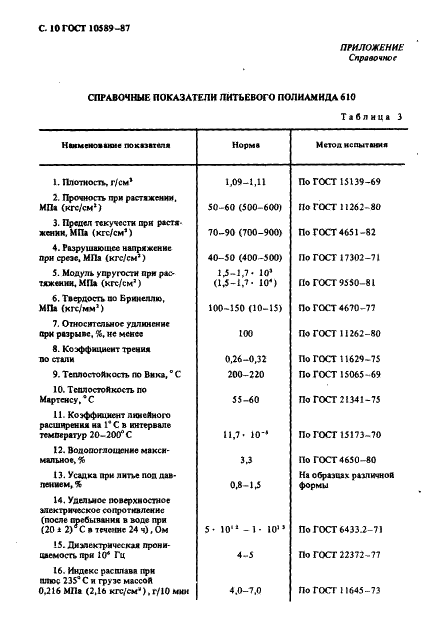 С. 10 ГОСТ 10589–87
ПРИЛОЖЕНИЕ
Справочное
СПРАВОЧНЫЕ ПОКАЗАТЕЛИ ЛИТЬЕВОГО ПОЛИАМИДА 610
Таблица 3
Наименование показателя Норма Метод испытания
1. Плотность, г/см³ 1,09–1,11 По ГОСТ 15139–69
2. Прочность при растяжении,
МПа (кгс/см²) 50–60 (500–600) По ГОСТ 11262–80
3. Предел текучести при растя-
жении, МПа (кгс/см²) 70–90 (700–900) По ГОСТ 4651–82
4. Разрушающее напряжение
при срезе, МПа (кгс/см²) 40–50 (400–500) По ГОСТ 17302–71
5. Модуль упругости при рас- 1,5–1,7· 10³
тяжении, МПа (кгс/см²) (1,5–1,7· 10⁴) По ГОСТ 9550–81
6. Твердость по Бринеллю,
МПа (кгс/мм²) 100–150 (10–15) По ГОСТ 4670–77
7. Относительное удлинение
при разрыве, %, не менее 100 По ГОСТ 11262–80
8. Коэффициент трения
по стали 0,26–0,32 По ГОСТ 11629–75
9. Теплостойкость по Вика, °С 200–220 По ГОСТ 15065–69
10. Теплостойкость по
Мартенсу, °С 55–60 По ГОСТ 21341–75
11. Коэффициент линейного
расширения на 1°С в интервале
температур 20–200°С 11,7· 10⁻⁵ По ГОСТ 15173–70
12. Водопоглощение макси-
мальное, % 3,3 По ГОСТ 4650–80
13. Усадка при литье под дав- На образцах различной
лением, % 0,8–1,5 формы
14. Удельное поверхностное
электрическое сопротивление
(после пребывания в воде при
(20 ± 2)°С в течение 24 ч), Ом 5· 10¹² – 1· 10¹³ По ГОСТ 6433.2–71
15. Диэлектрическая прони-
цаемость при 10⁶ Гц 4–5 По ГОСТ 22372–77
16. Индекс расплава при
плюс 235°С и грузе массой
0,216 МПа (2,16 кгс/см²), г/10 мин 4,0–7,0 По ГОСТ 11645–73